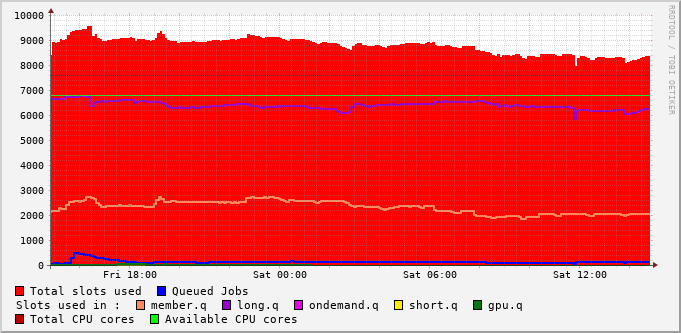 10000
9000
8000
7000
6000
5000
4000
3000
2000
1000
0
Fri 18:00 Sat 00:00 Sat 06:00 Sat 12:00
RRDTOOL / TOBI OETIKER
Total slots used Queued Jobs
Slots used in : member.q long.q ondemand.q short.q gpu.q
Total CPU cores Available CPU cores